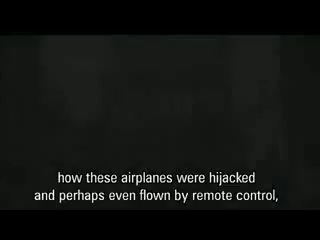 how these airplanes were hijacked
and perhaps even flown by remote control,